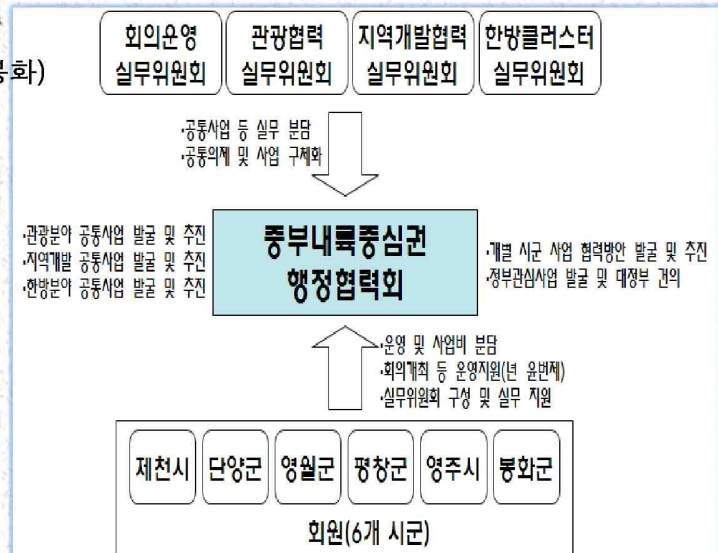 회의운영
실무위원회
관광협력
실무위원회
지역개발협력
실무위원회
한방클러스터
실무위원회
봉화)
·공통사업 등 실무 분담
·공통의제 및 사업 구체화
·관광분야 공통사업 발굴 및 추진
·지역개발 공통사업 발굴 및 추진
·한방분야 공통사업 발굴 및 추진
중부내륙중심권
행정협력회
·개별 시군 사업 협력방안 발굴 및 추진
·정부관심사업 발굴 및 대정부 건의
·운영 및 사업비 분담
·회의개최 등 운영지원(년 윤번제)
·실무위원회 구성 및 실무 지원
제천시
단양군
영월군
평창군
영주시
봉화군
회원(6개 시군)